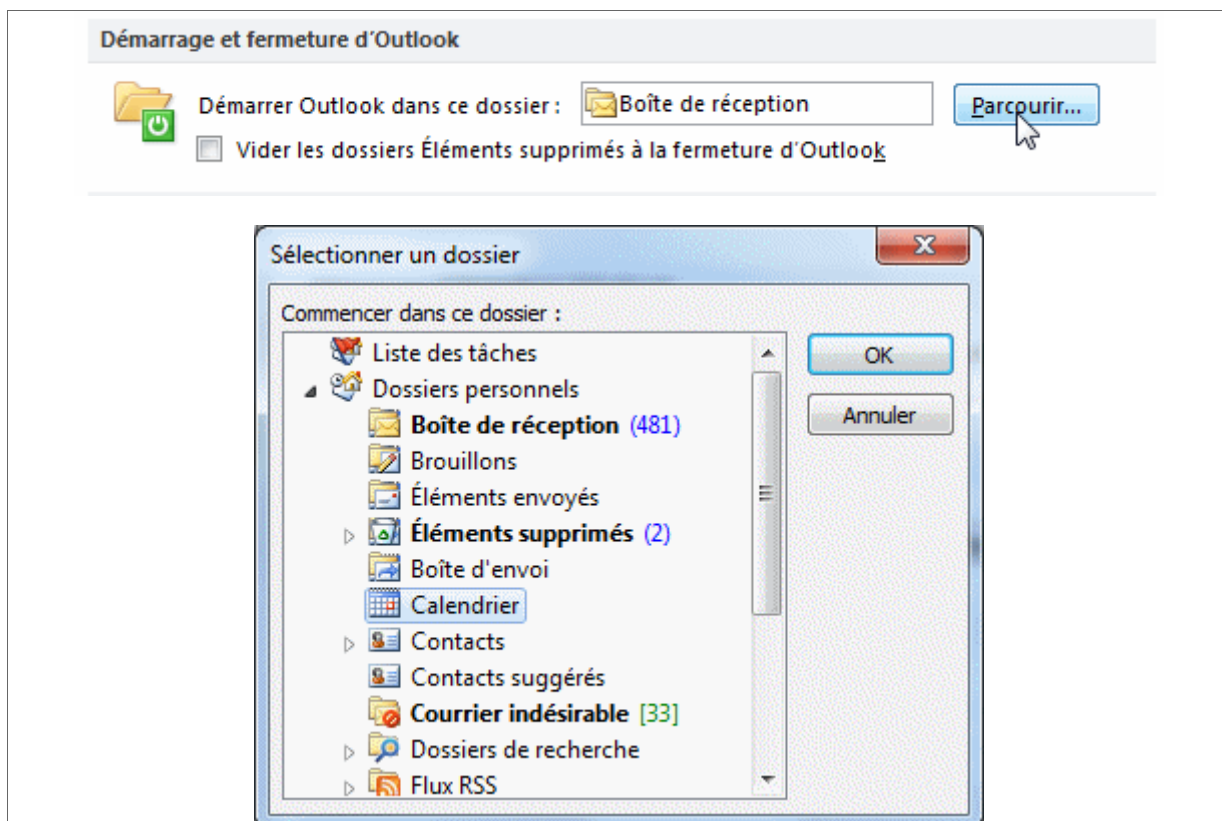 Démarrage et fermeture d'Outlook
Démarrer Outlook dans ce dossier : Boîte de réception Parcourir...
Vider les dossiers Éléments supprimés à la fermeture d'Outlook
Sélectionner un dossier
Commencer dans ce dossier :
Liste des tâches
OK
Dossiers personnels
Annuler
Boîte de réception (481)
Brouillons
Éléments envoyés
Éléments supprimés (2)
Boîte d'envoi
Calendrier
Contacts
Contacts suggérés
Courrier indésirable [33]
Dossiers de recherche
Flux RSS